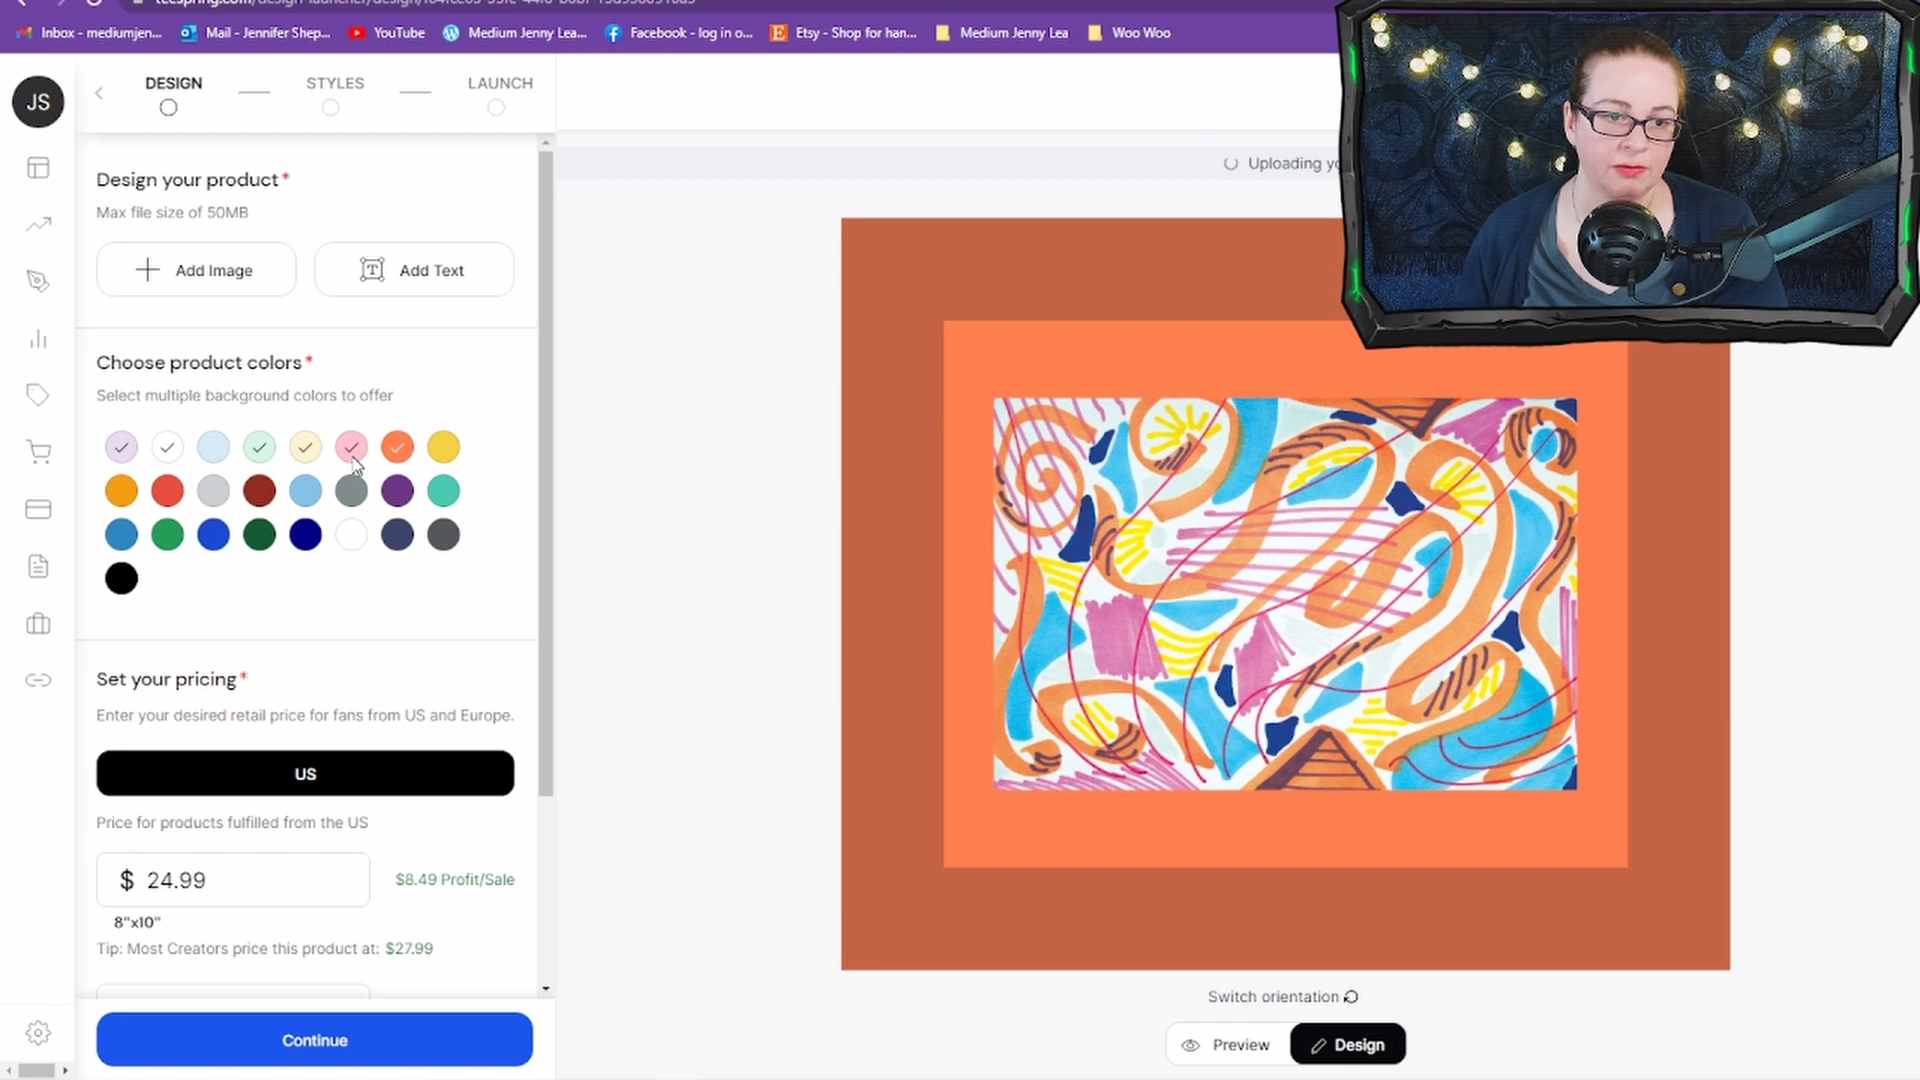 Inbox - mediumjen... Mail - Jennifer Shep... YouTube Medium Jenny Lea... Facebook - log in o... Etsy - Shop for han... Medium Jenny Lea Woo Woo
JS
DESIGN STYLES LAUNCH
Uploading yo
Design your product*
Max file size of 50MB
Add Image Add Text
Choose product colors*
Select multiple background colors to offer
Set your pricing*
Enter your desired retail price for fans from US and Europe.
US
Price for products fulfilled from the US
$ 24.99 $8.49 Profit/Sale
8"x10"
Tip: Most Creators price this product at: $27.99
Continue
Switch orientation
Preview Design